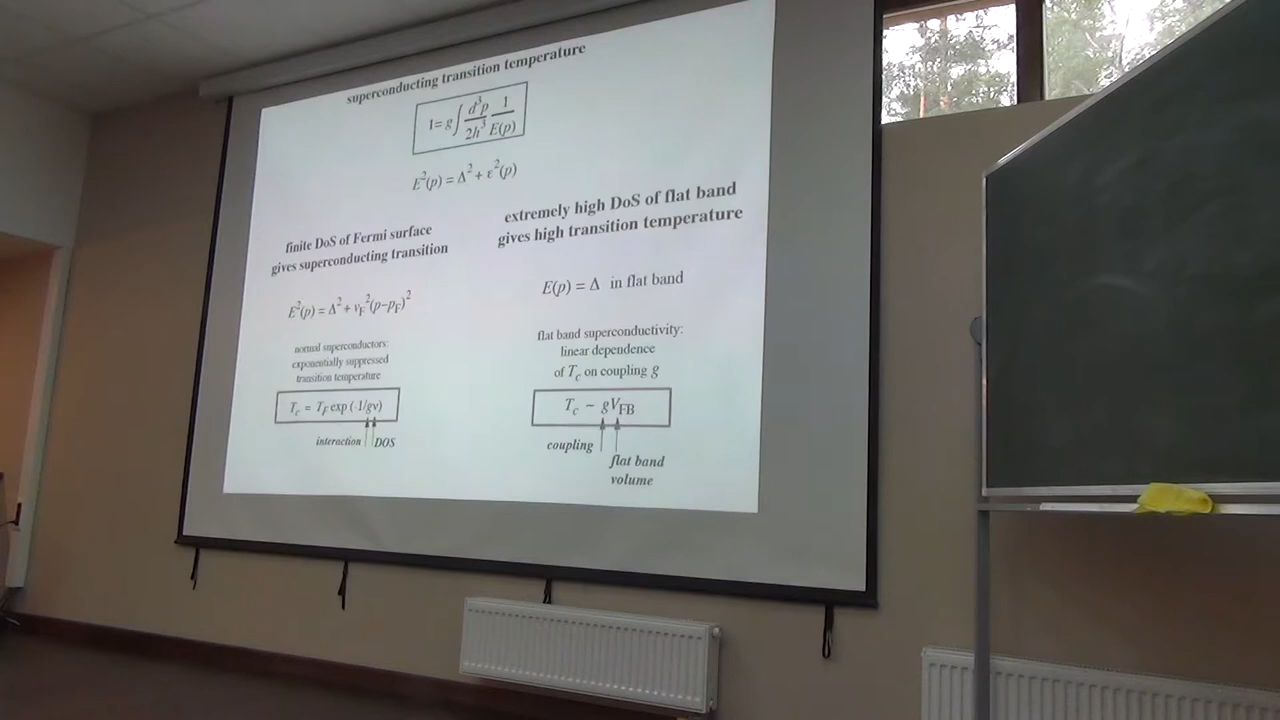 superconducting transition temperature
1=g∫ d³p/2h³ 1/E(p)
E²(p) = Δ² + ε²(p)
finite DoS of Fermi surface
gives superconducting transition
E²(p) = Δ² + v_F²(p−p_F)²
normal superconductors:
exponentially suppressed
transition temperature
T_c = T_F exp (-1/gν)
interaction DOS
extremely high DoS of flat band
gives high transition temperature
E(p) = Δ in flat band
flat band superconductivity:
linear dependence
of T_c on coupling g
T_c ~ gV_FB
coupling
flat band
volume